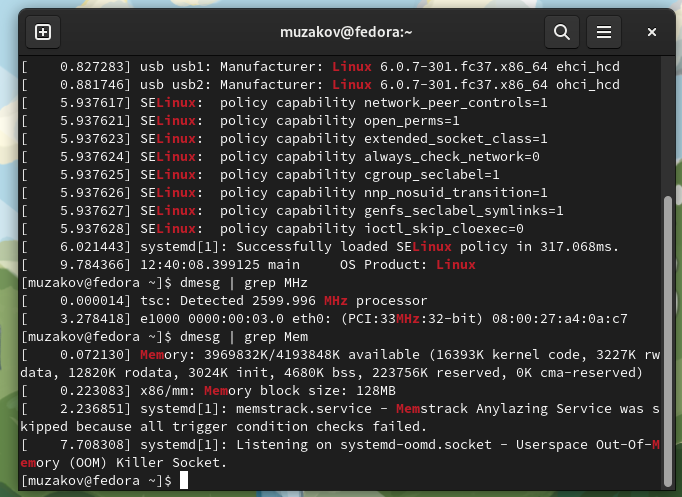 muzakov@fedora:~
[    0.827283] usb usb1: Manufacturer: Linux 6.0.7-301.fc37.x86_64 ehci_hcd
[    0.881746] usb usb2: Manufacturer: Linux 6.0.7-301.fc37.x86_64 ohci_hcd
[    5.937617] SELinux:  policy capability network_peer_controls=1
[    5.937621] SELinux:  policy capability open_perms=1
[    5.937623] SELinux:  policy capability extended_socket_class=1
[    5.937624] SELinux:  policy capability always_check_network=0
[    5.937625] SELinux:  policy capability cgroup_seclabel=1
[    5.937626] SELinux:  policy capability nnp_nosuid_transition=1
[    5.937627] SELinux:  policy capability genfs_seclabel_symlinks=1
[    5.937628] SELinux:  policy capability ioctl_skip_cloexec=0
[    6.021443] systemd[1]: Successfully loaded SELinux policy in 317.068ms.
[    9.784366] 12:40:08.399125 main     OS Product: Linux
[muzakov@fedora ~]$ dmesg | grep MHz
[    0.000014] tsc: Detected 2599.996 MHz processor
[    3.278418] e1000 0000:00:03.0 eth0: (PCI:33MHz:32-bit) 08:00:27:a4:0a:c7
[muzakov@fedora ~]$ dmesg | grep Mem
[    0.072130] Memory: 3969832K/4193848K available (16393K kernel code, 3227K rw
data, 12820K rodata, 3024K init, 4680K bss, 223756K reserved, 0K cma-reserved)
[    0.223083] x86/mm: Memory block size: 128MB
[    2.236851] systemd[1]: memstrack.service - Memstrack Anylazing Service was s
kipped because all trigger condition checks failed.
[    7.708308] systemd[1]: Listening on systemd-oomd.socket - Userspace Out-Of-M
emory (OOM) Killer Socket.
[muzakov@fedora ~]$